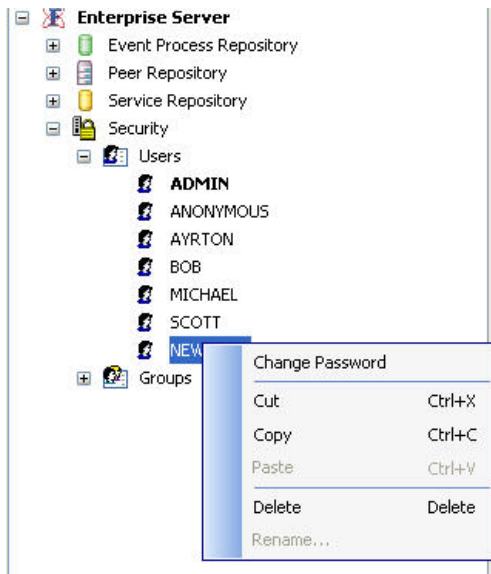 Enterprise Server
Event Process Repository
Peer Repository
Service Repository
Security
Users
ADMIN
ANONYMOUS
AYRTON
BOB
MICHAEL
SCOTT
Groups
Change Password
Cut Ctrl+X
Copy Ctrl+C
Paste Ctrl+V
Delete Delete
Rename...